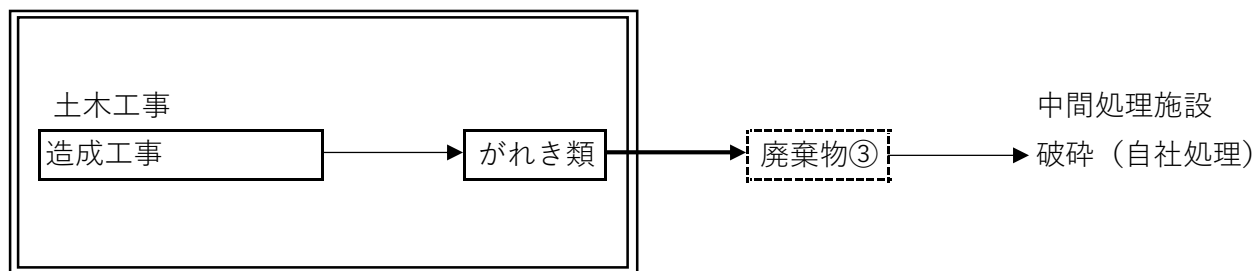 土木工事
造成工事
がれき類
廃棄物③
中間処理施設
破砕（自社処理）